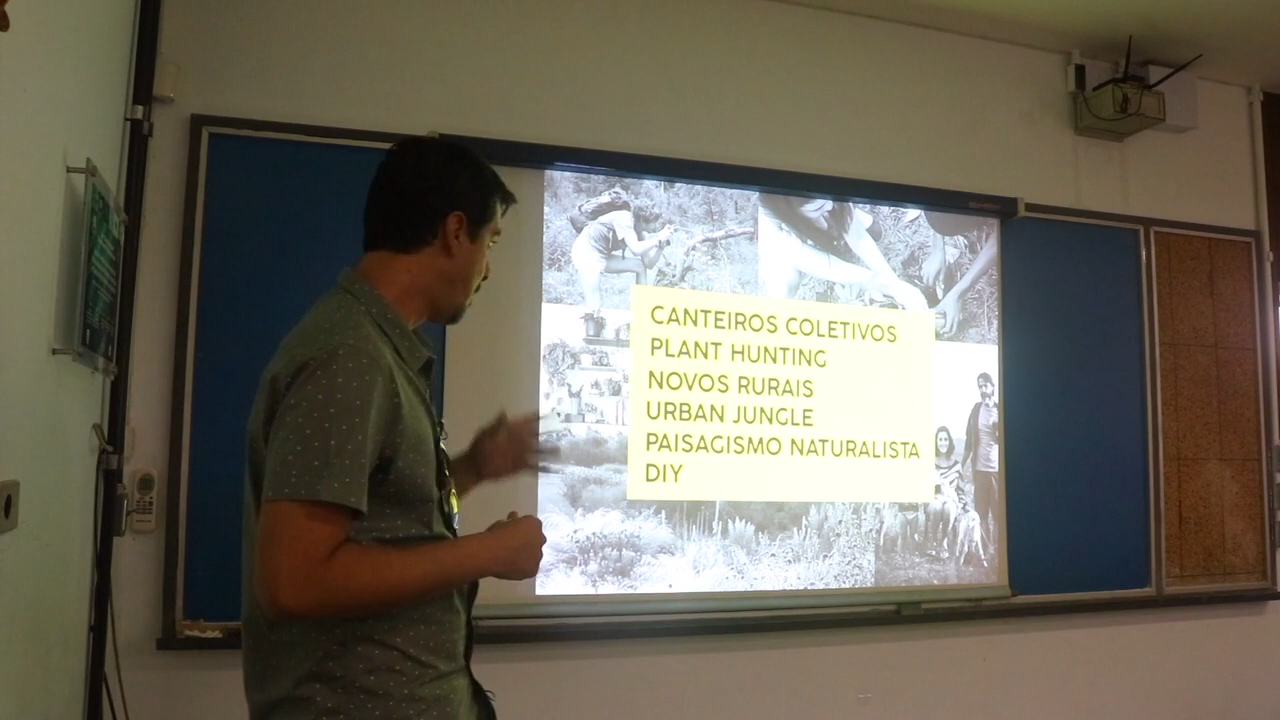 CANTEIROS COLETIVOS
PLANT HUNTING
NOVOS RURAIS
URBAN JUNGLE
PAISAGISMO NATURALISTA
DIY